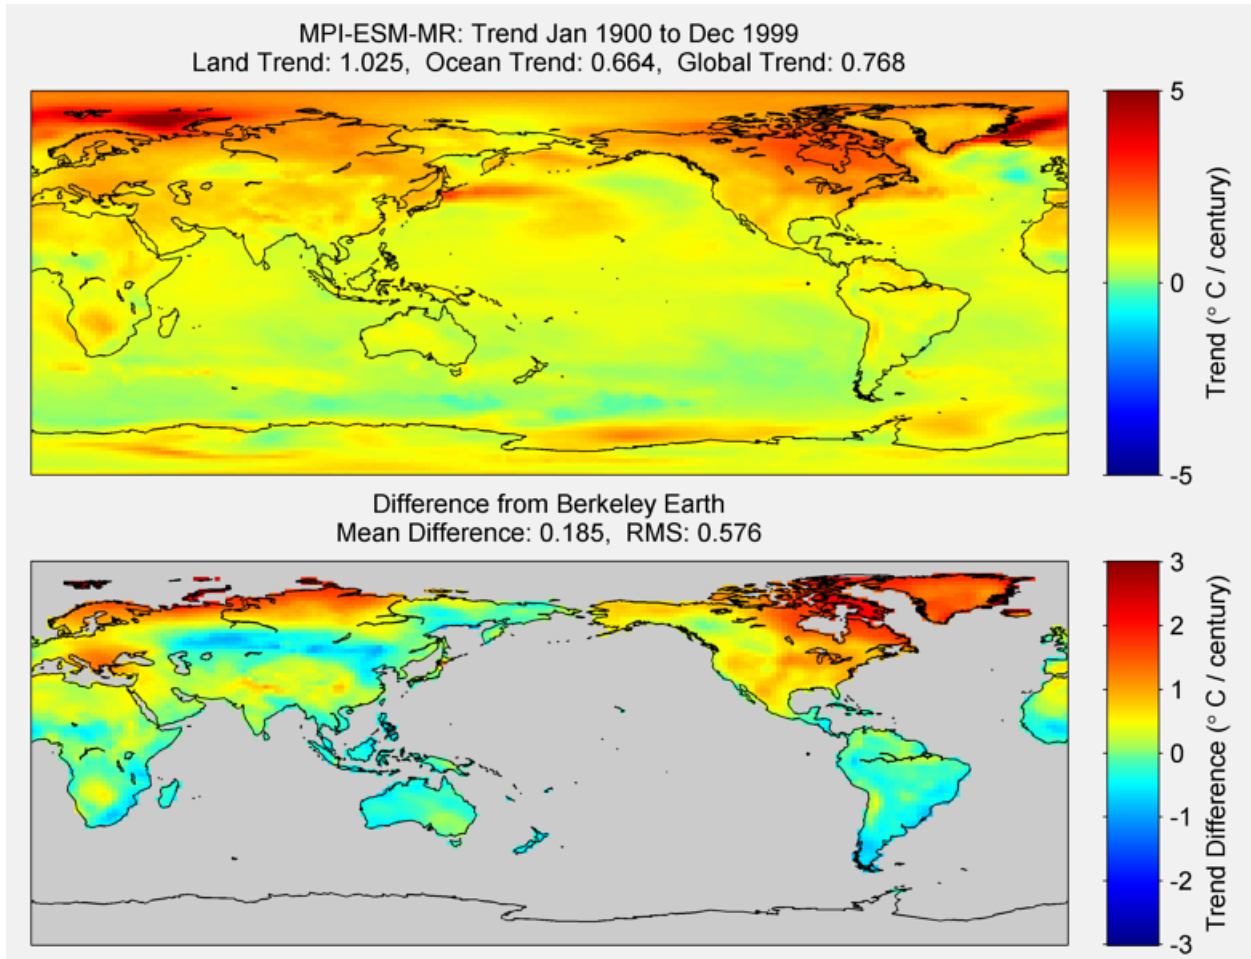 MPI-ESM-MR: Trend Jan 1900 to Dec 1999
Land Trend: 1.025, Ocean Trend: 0.664, Global Trend: 0.768
5
0
-5
Trend (° C / century)
Difference from Berkeley Earth
Mean Difference: 0.185, RMS: 0.576
3
2
1
0
-1
-2
-3
Trend Difference (° C / century)